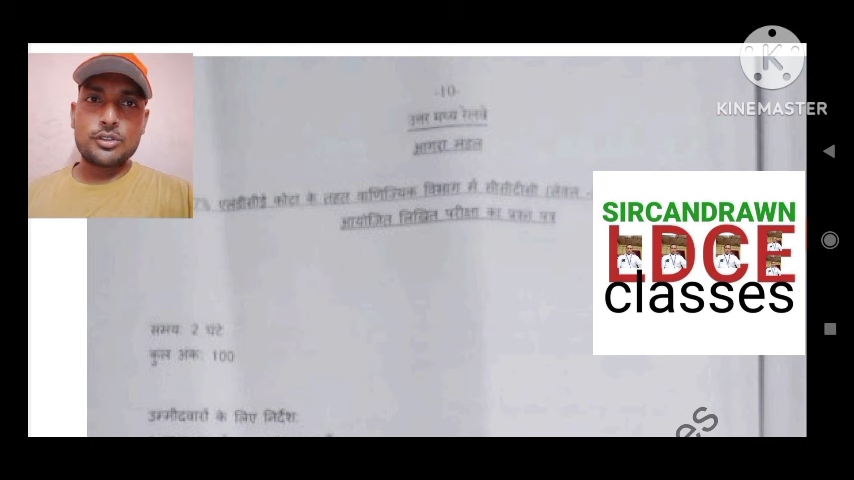 -10-
उत्तर मध्य रेलवे
आगरा मंडल
एलडीसीई कोटा के तहत वाणिज्यिक विभाग में सीसीटीसी (लेवल
आयोजित लिखित परीक्षा का प्रश्न पत्र
समय: 2 घंटे
कुल अंक: 100
उम्मीदवारों के लिए निर्देश:
K
KINEMASTER
SIRCANDRAWN
LDCE
classes